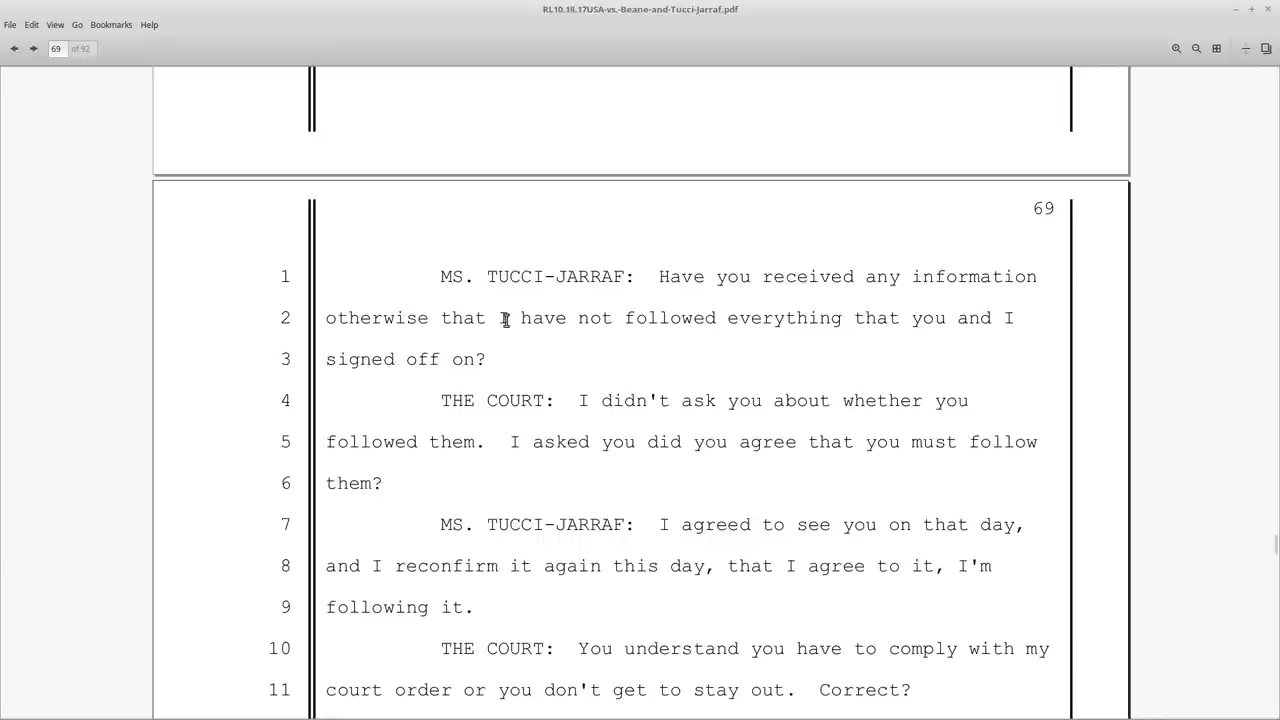 RL10.18.17USA-vs.-Beane-and-Tucci-Jarraf.pdf
File Edit View Go Bookmarks Help
69 of 92
69
1 MS. TUCCI-JARRAF: Have you received any information
2 otherwise that I have not followed everything that you and I
3 signed off on?
4 THE COURT: I didn't ask you about whether you
5 followed them. I asked you did you agree that you must follow
6 them?
7 MS. TUCCI-JARRAF: I agreed to see you on that day,
8 and I reconfirm it again this day, that I agree to it, I'm
9 following it.
10 THE COURT: You understand you have to comply with my
11 court order or you don't get to stay out. Correct?